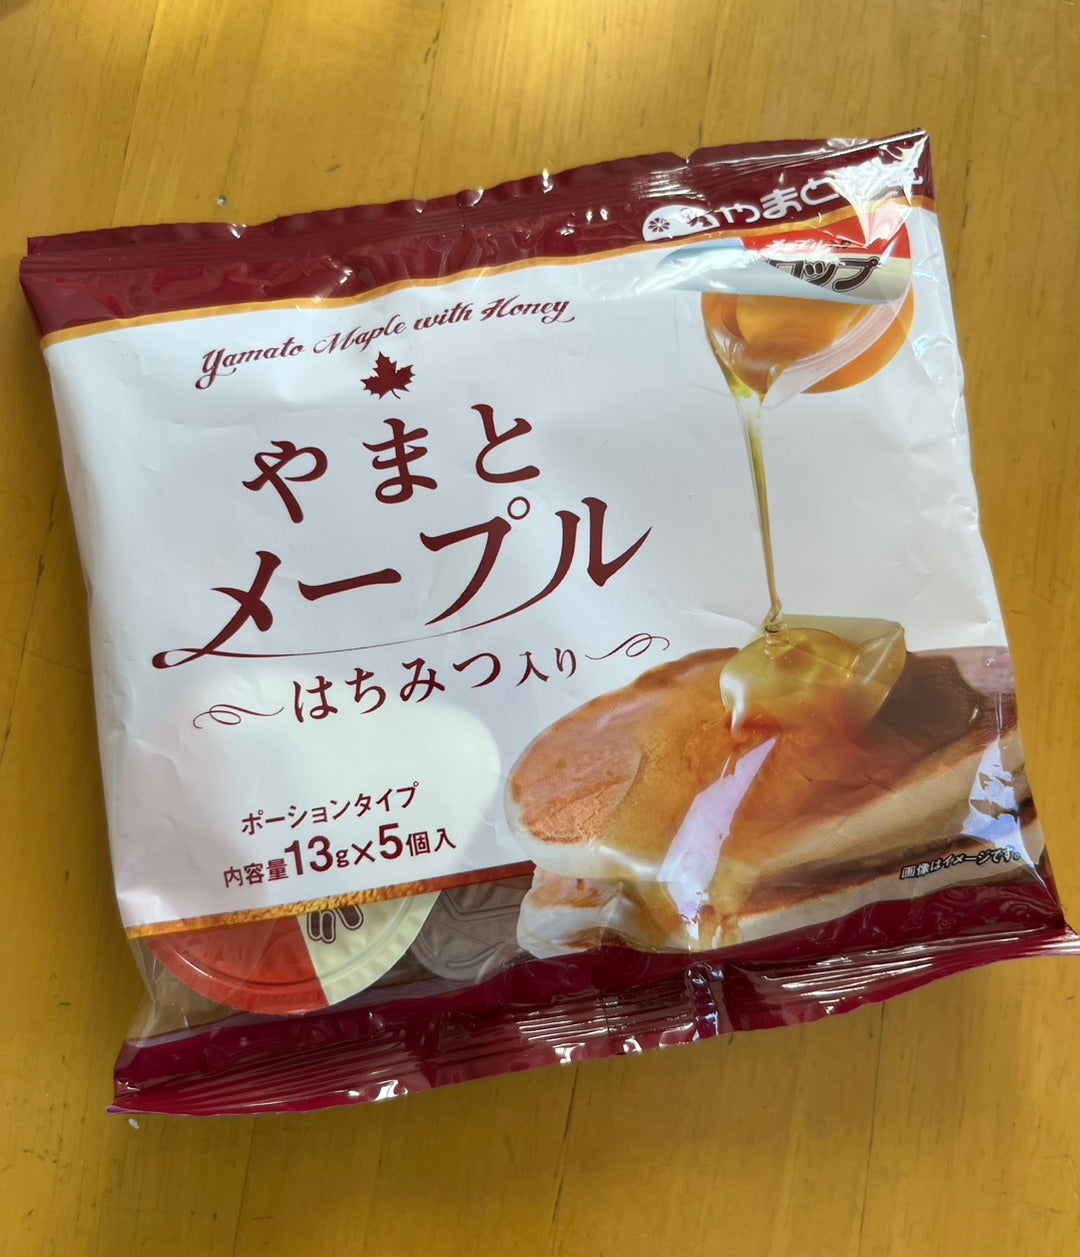 やまと
ップ
Yamato Maple with Honey
やまと
メープル
はちみつ入り
ポーションタイプ
内容量13g×5個入
画像はイメージです。